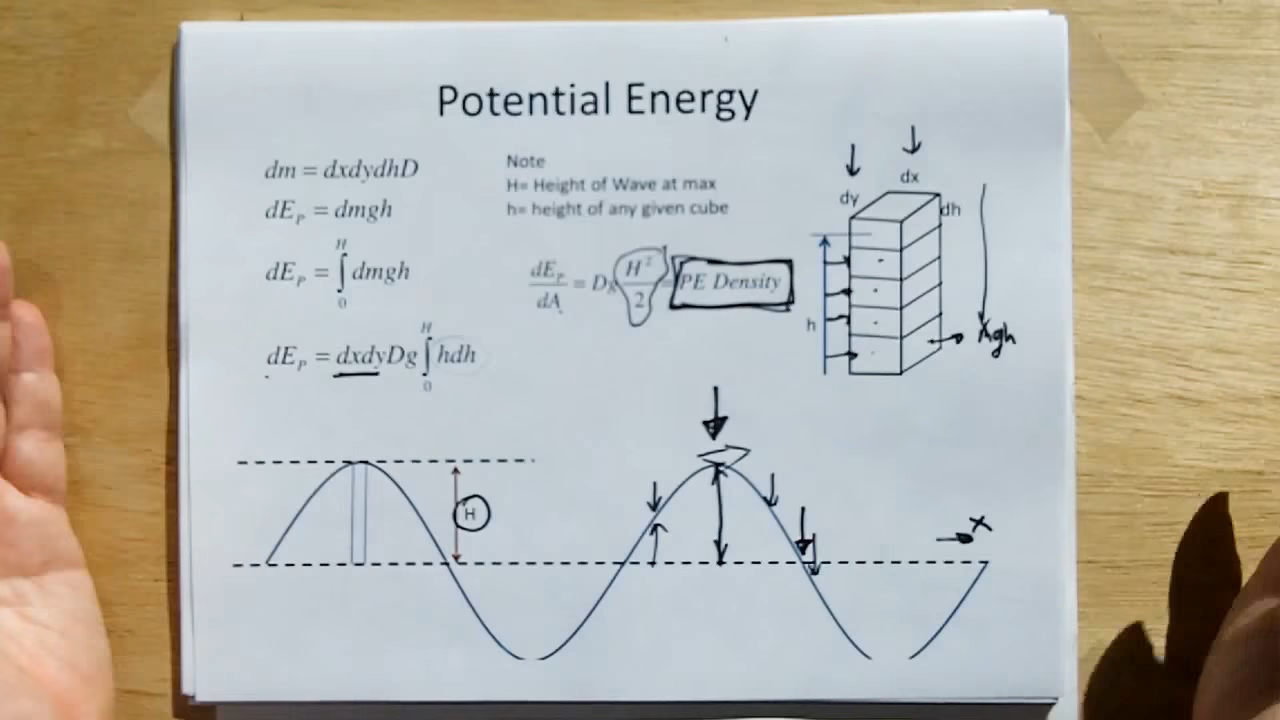 Potential Energy
dm = dxdydhD
dE_P = dmgh
dE_P = ∫_0^H dmgh
dE_P = dxdyDg ∫_0^H hdh
Note
H= Height of Wave at max
h= height of any given cube
dE_P/dA = Dg H²/2 = PE Density
dx
dy
dh
h
gh
H
x